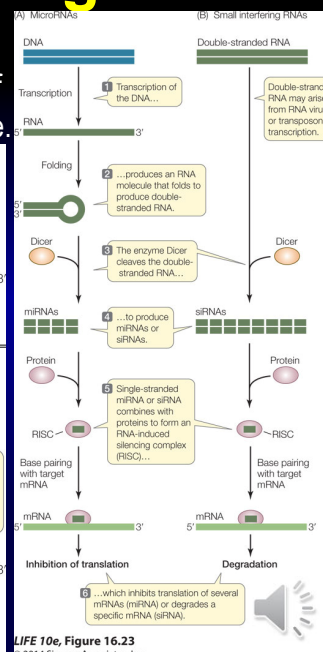 (A) MicroRNAs
(B) Small interfering RNAs
DNA
Double-stranded RNA
Transcription
1 Transcription of
the DNA…
Double-strand
RNA may arise
from RNA viru
or transposon
transcription.
RNA
5'
3'
Folding
2 …produces an RNA
molecule that folds to
produce double-
stranded RNA.
5'
3'
Dicer
3 The enzyme Dicer
cleaves the double-
stranded RNA…
Dicer
miRNAs
4 …to produce
miRNAs or
siRNAs.
siRNAs
Protein
Protein
5 Single-stranded
miRNA or siRNA
combines with
proteins to form an
RNA-induced
silencing complex
(RISC)…
RISC
RISC
Base pairing
with target
mRNA
Base pairing
with target
mRNA
mRNA
5'
3'
mRNA
5'
3'
Inhibition of translation
Degradation
6 …which inhibits translation of several
mRNAs (miRNA) or degrades a
specific mRNA (siRNA).
LIFE 10e, Figure 16.23